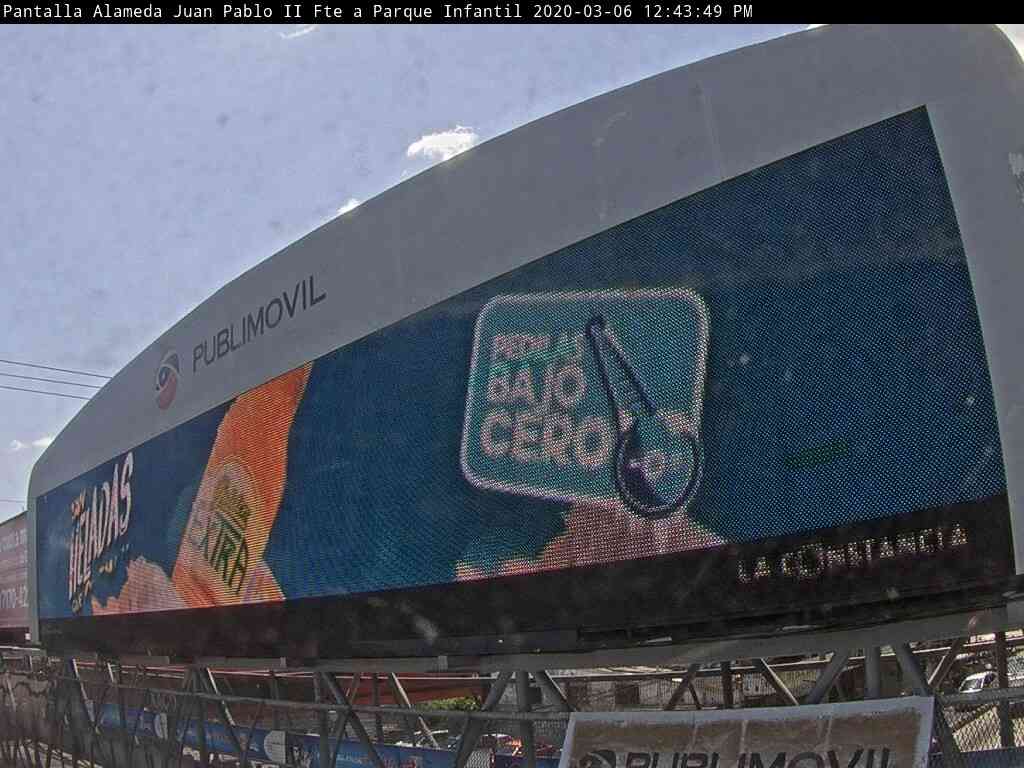 Pantalla Alameda Juan Pablo II Fte a Parque Infantil 2020-03-06 12:43:49 PM
PUBLIMOVIL
HELADAS
EXTRA
BAJO
CERO
LA CONSTANCIA
PUBLIMOVIL